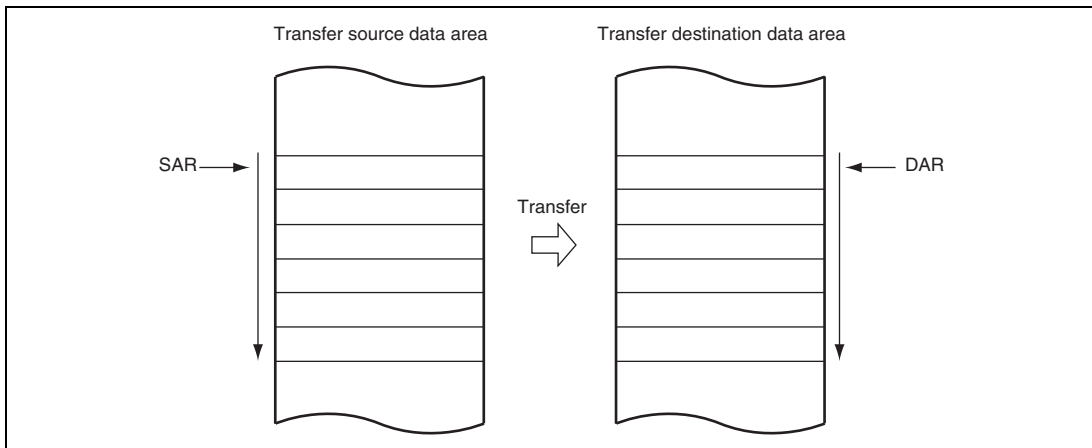 Transfer source data area
Transfer destination data area
SAR
DAR
Transfer